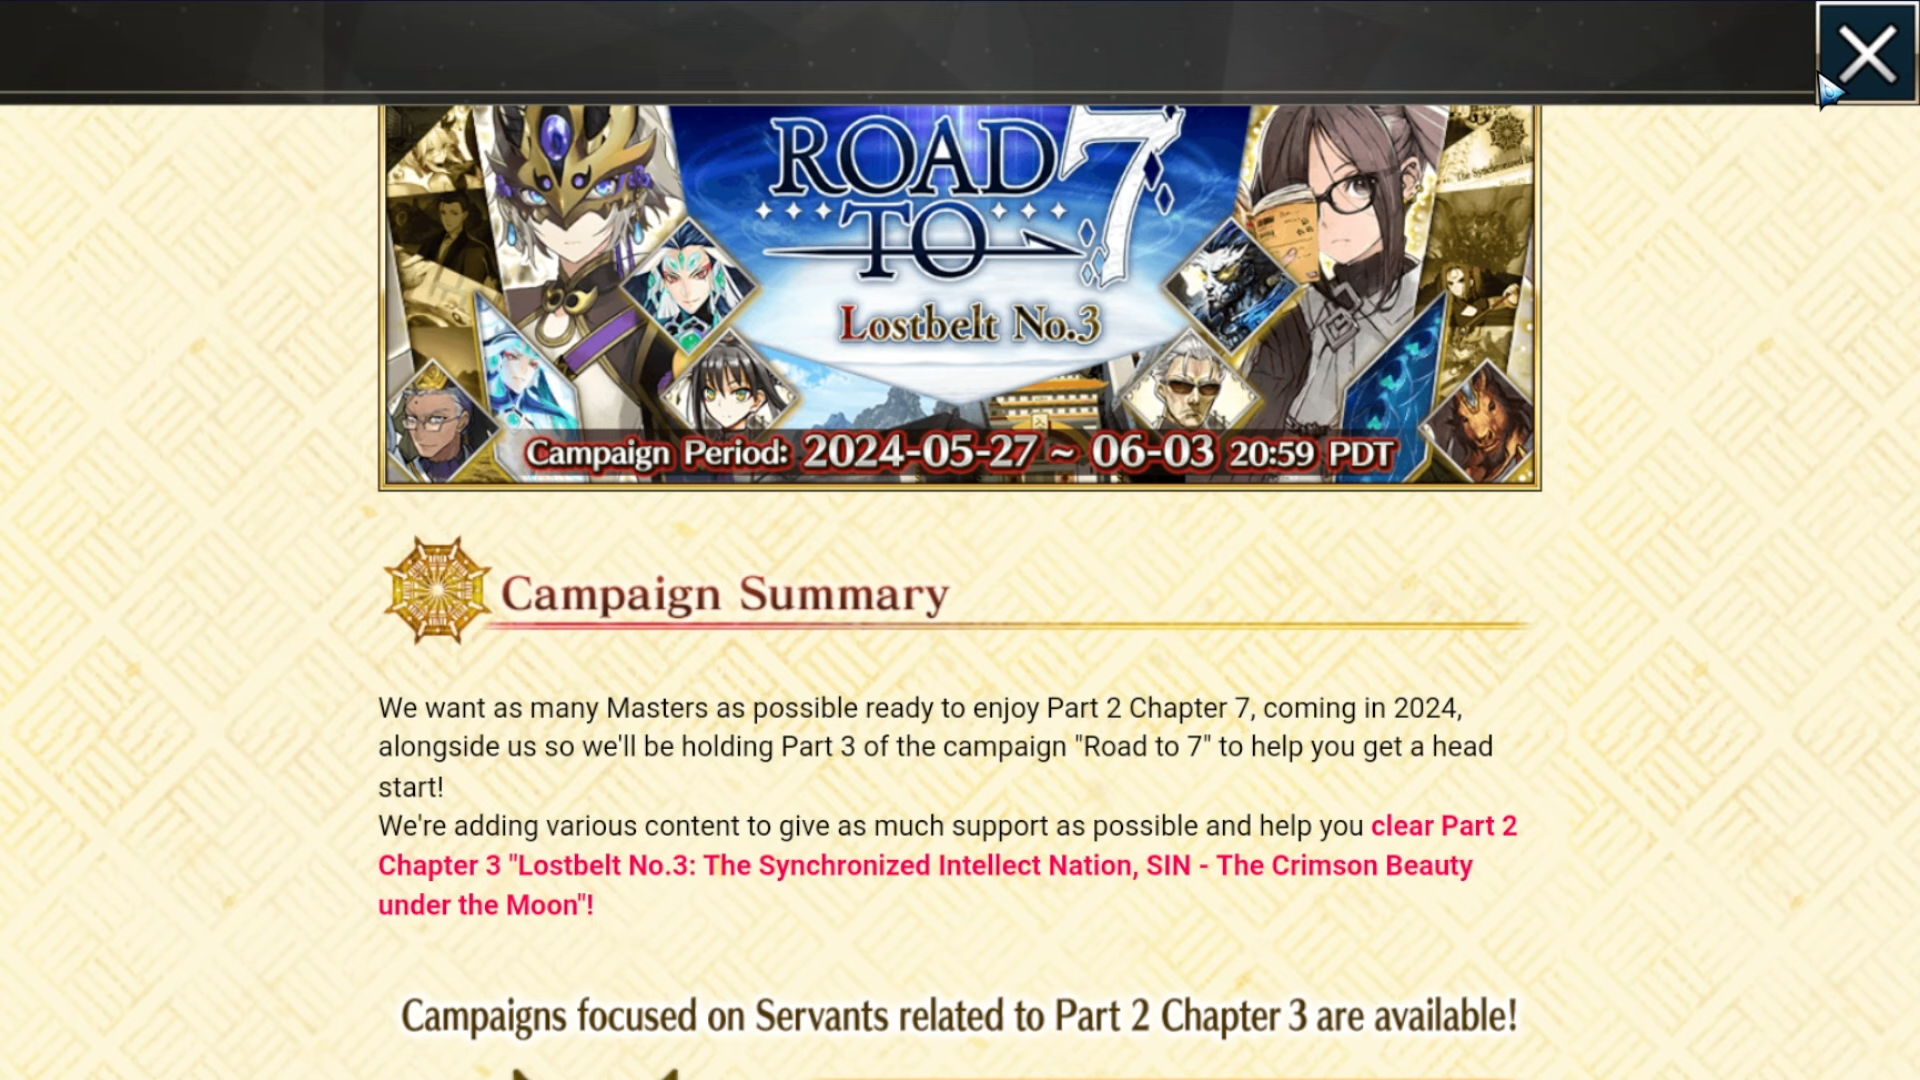 ROAD
TO 7
Lostbelt No.3
Campaign Period: 2024-05-27 ~ 06-03 20:59 PDT
Campaign Summary
We want as many Masters as possible ready to enjoy Part 2 Chapter 7, coming in 2024,
alongside us so we'll be holding Part 3 of the campaign "Road to 7" to help you get a head
start!
We're adding various content to give as much support as possible and help you clear Part 2
Chapter 3 "Lostbelt No.3: The Synchronized Intellect Nation, SIN - The Crimson Beauty
under the Moon"!
Campaigns focused on Servants related to Part 2 Chapter 3 are available!